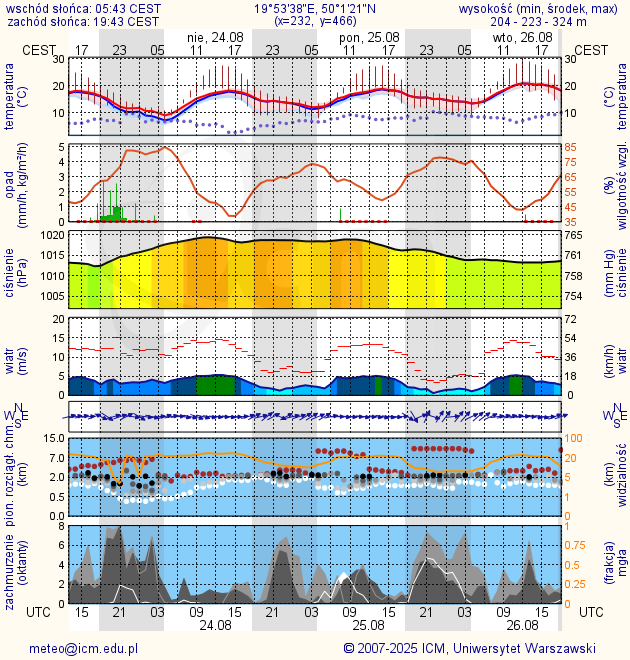 wschód słońca: 05:43 CEST 19°53'38"E, 50°1'21"N wysokość (min, środek, max)
zachód słońca: 19:43 CEST (x=232, y=466) 204 - 223 - 324 m
nie, 24.08 pon, 25.08 wto, 26.08
CEST 17 23 05 11 17 23 05 11 17 23 05 11 17 CEST
temperatura (°C) 30 20 10 30 20 10 temperatura (°C)
opad (mm/h, kg/m²/h) 5 4 3 2 1 0 85 75 65 55 45 35 (%) wilgotność wzgl.
ciśnienie (hPa) 1020 1015 1010 1005 765 761 758 754 (mm Hg) ciśnienie
wiatr (m/s) 20 15 10 5 0 72 54 36 18 0 (km/h) wiatr
N W E S N W E S
pion. rozciągł. chm. (km) 15.0 7.0 2.0 0.5 0.0 100 20 5 1 0 (km) widzialność
zachmurzenie (oktanty) 8 6 4 2 0 1 0.75 0.5 0.25 0 (frakcja) mgła
UTC 15 21 03 09 15 21 03 09 15 21 03 09 15 UTC
24.08 25.08 26.08
meteo@icm.edu.pl © 2007-2025 ICM, Uniwersytet Warszawski